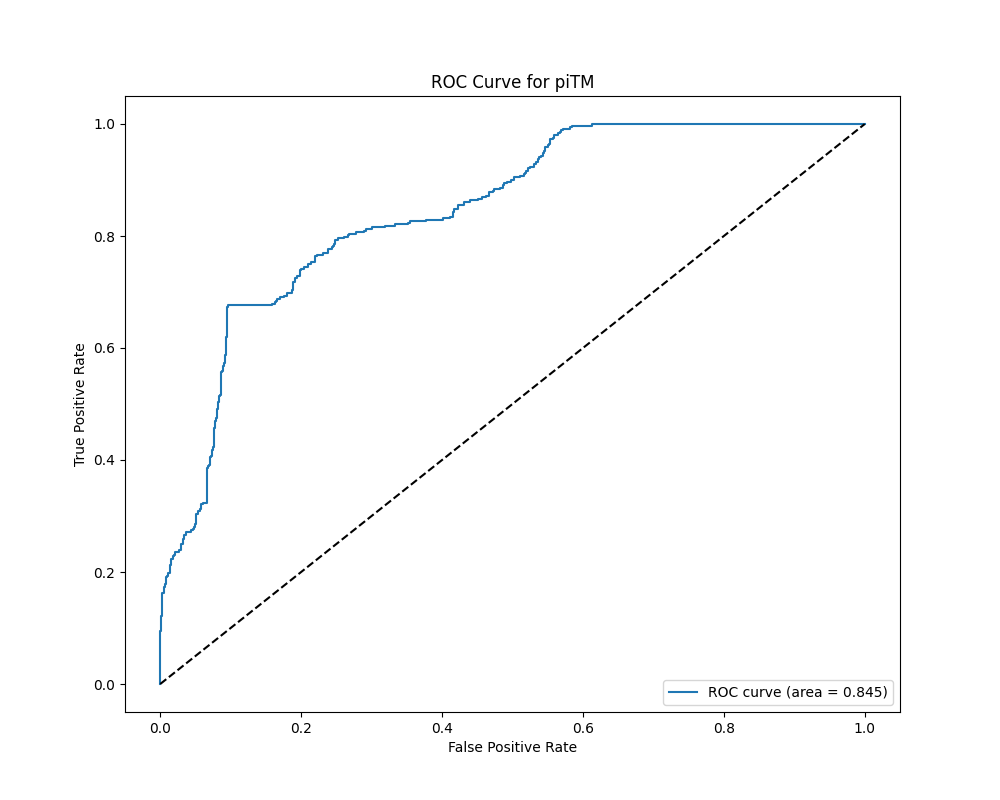 ROC Curve for piTM
True Positive Rate
1.0
0.8
0.6
0.4
0.2
0.0
ROC curve (area = 0.845)
0.0 0.2 0.4 0.6 0.8 1.0
False Positive Rate